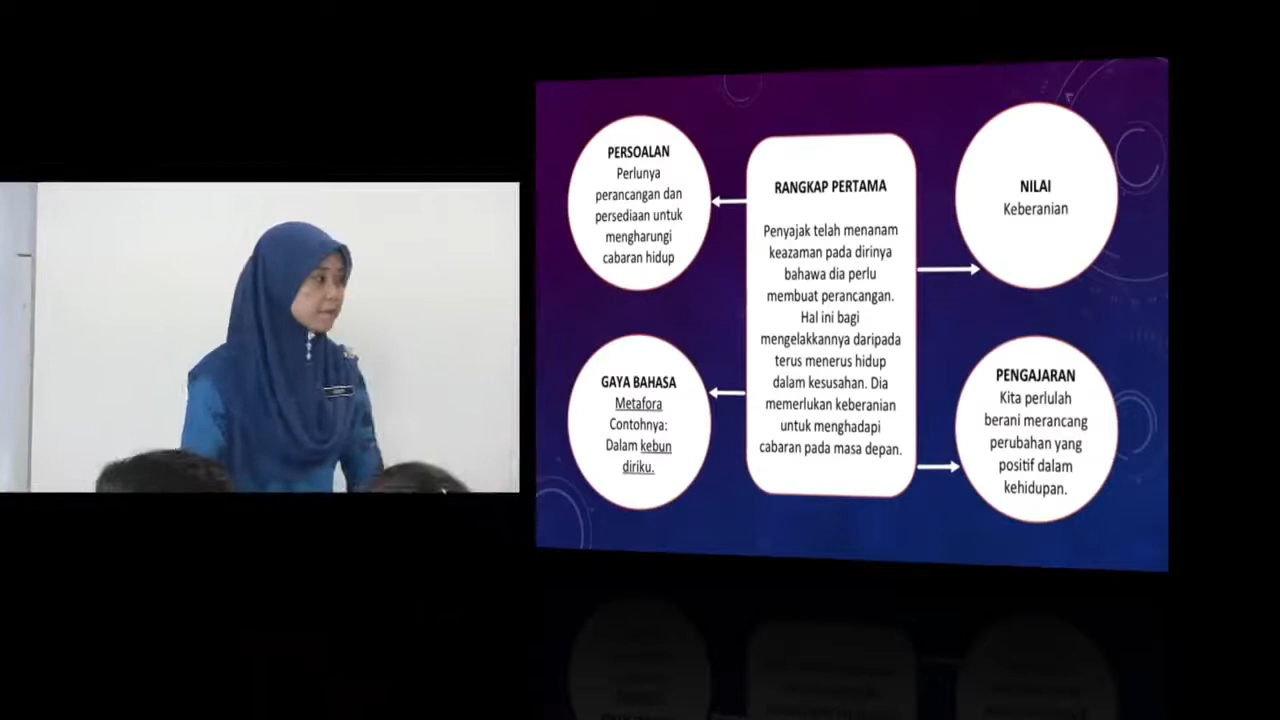 PERSOALAN
Perlunya
perancangan dan
persediaan untuk
mengharungi
cabaran hidup
GAYA BAHASA
Metafora
Contohnya:
Dalam kebun
diriku.
RANGKAP PERTAMA
Penyajak telah menanam
keazaman pada dirinya
bahawa dia perlu
membuat perancangan.
Hal ini bagi
mengelakkannya daripada
terus menerus hidup
dalam kesusahan. Dia
memerlukan keberanian
untuk menghadapi
cabaran pada masa depan.
NILAI
Keberanian
PENGAJARAN
Kita perlulah
berani merancang
perubahan yang
positif dalam
kehidupan.